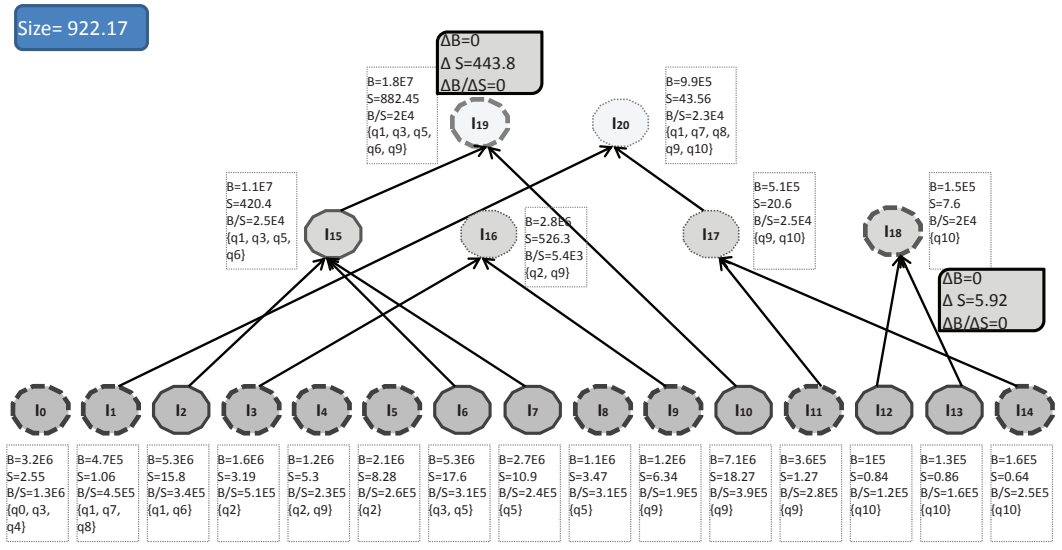 Size= 922.17
ΔB=0
Δ S=443.8
ΔB/ΔS=0
B=1.8E7
S=882.45
B/S=2E4
{q1, q3, q5,
q6, q9}
I19
I20
B=9.9E5
S=43.56
B/S=2.3E4
{q1, q7, q8,
q9, q10}
B=1.1E7
S=420.4
B/S=2.5E4
{q1, q3, q5,
q6}
I15
I16
B=2.8E6
S=526.3
B/S=5.4E3
{q2, q9}
I17
B=5.1E5
S=20.6
B/S=2.5E4
{q9, q10}
I18
B=1.5E5
S=7.6
B/S=2E4
{q10}
ΔB=0
Δ S=5.92
ΔB/ΔS=0
I0 I1 I2 I3 I4 I5 I6 I7 I8 I9 I10 I11 I12 I13 I14
B=3.2E6
S=2.55
B/S=1.3E6
{q0, q3,
q4}
B=4.7E5
S=1.06
B/S=4.5E5
{q1, q7,
q8}
B=5.3E6
S=15.8
B/S=3.4E5
{q1, q6}
B=1.6E6
S=3.19
B/S=5.1E5
{q2}
B=1.2E6
S=5.3
B/S=2.3E5
{q2, q9}
B=2.1E6
S=8.28
B/S=2.6E5
{q2}
B=5.3E6
S=17.6
B/S=3.1E5
{q3, q5}
B=2.7E6
S=10.9
B/S=2.4E5
{q5}
B=1.1E6
S=3.47
B/S=3.1E5
{q5}
B=1.2E6
S=6.34
B/S=1.9E5
{q9}
B=7.1E6
S=18.27
B/S=3.9E5
{q9}
B=3.6E5
S=1.27
B/S=2.8E5
{q9}
B=1E5
S=0.84
B/S=1.2E5
{q10}
B=1.3E5
S=0.86
B/S=1.6E5
{q10}
B=1.6E5
S=0.64
B/S=2.5E5
{q10}